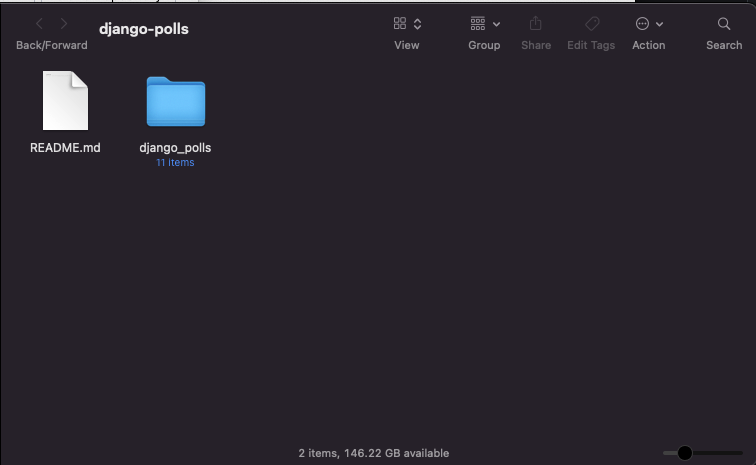 django-polls
Back/Forward
View
Group
Share
Edit Tags
Action
Search
README.md
django_polls
11 items
2 items, 146.22 GB available